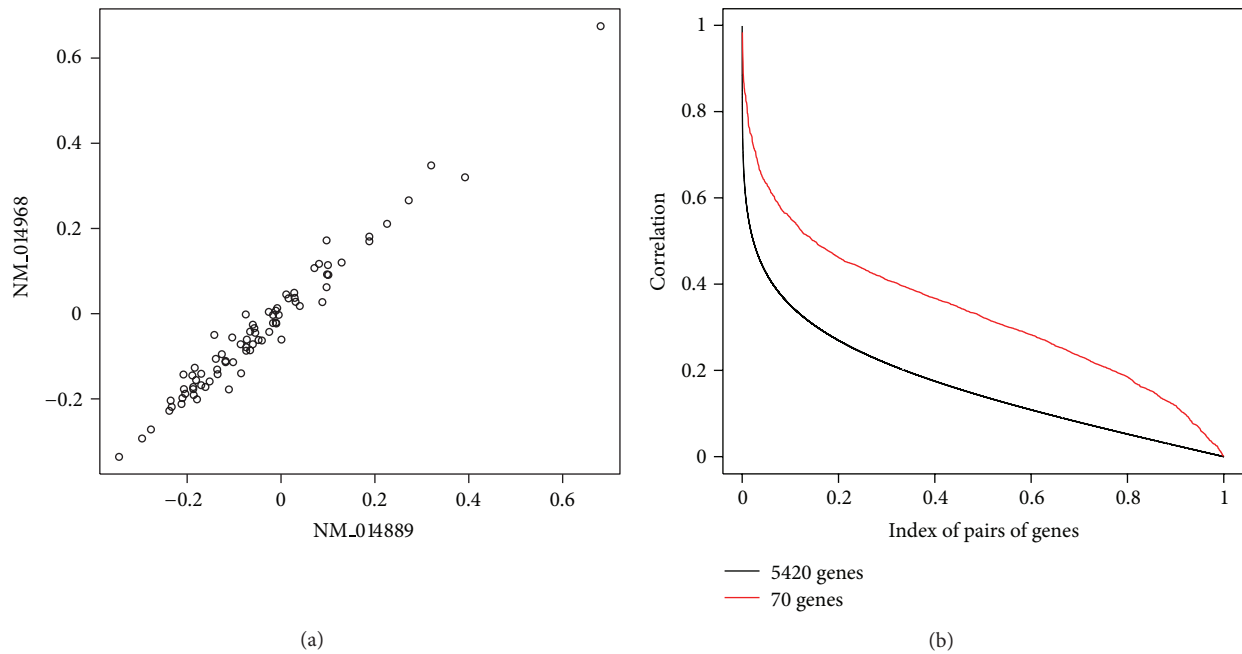 0.6
0.4
0.2
0
−0.2
NM_014968
−0.2 0 0.2 0.4 0.6
NM_014889
(a)
1
0.8
0.6
0.4
0.2
0
Correlation
0 0.2 0.4 0.6 0.8 1
Index of pairs of genes
5420 genes
70 genes
(b)